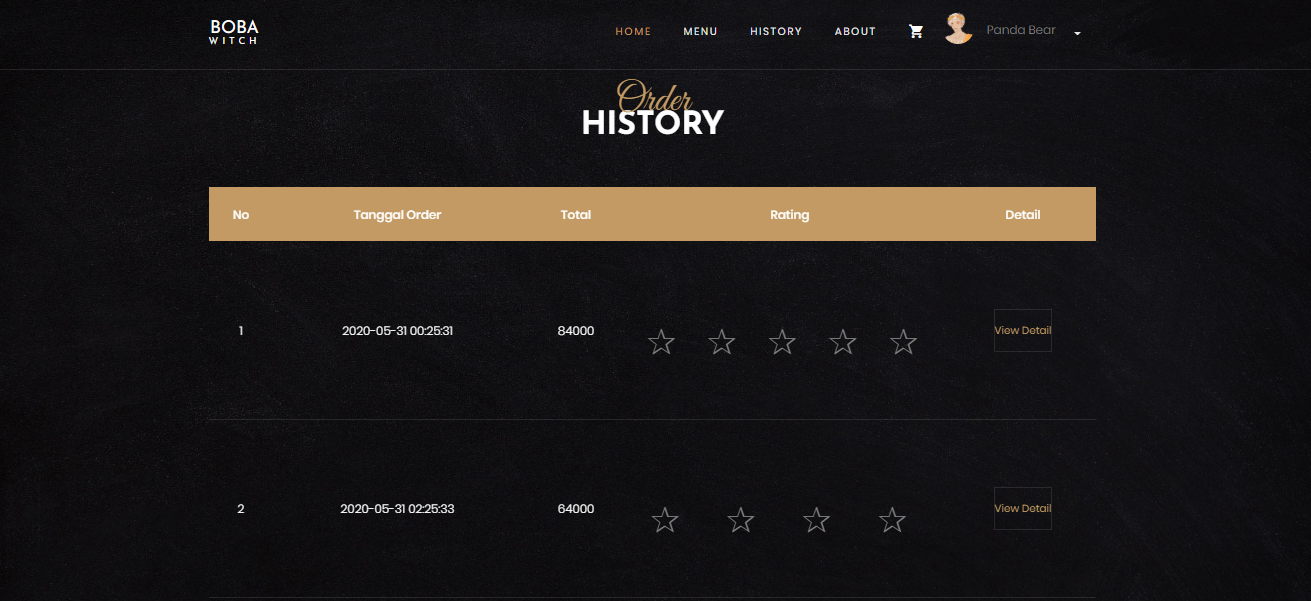 BOBA
WITCH
HOME MENU HISTORY ABOUT Panda Bear
Order
HISTORY
No Tanggal Order Total Rating Detail
1 2020-05-31 00:25:31 84000 View Detail
2 2020-05-31 02:25:33 64000 View Detail